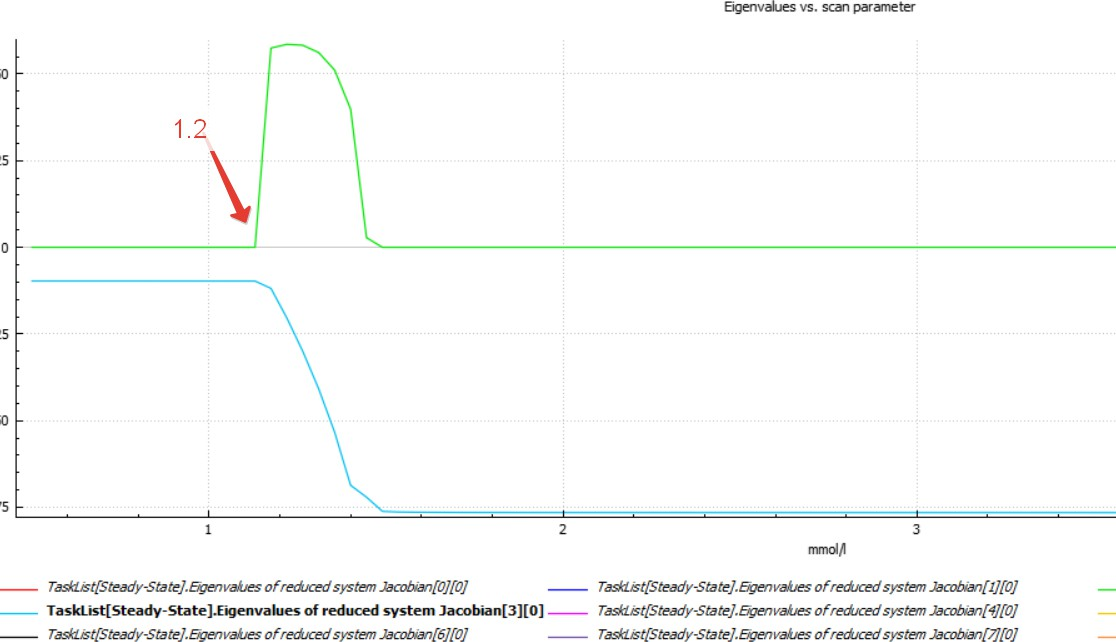 Eigenvalues vs. scan parameter
1.2
0
1
2
3
mmol/l
TaskList[Steady-State].Eigenvalues of reduced system Jacobian[0][0]
TaskList[Steady-State].Eigenvalues of reduced system Jacobian[1][0]
TaskList[Steady-State].Eigenvalues of reduced system Jacobian[3][0]
TaskList[Steady-State].Eigenvalues of reduced system Jacobian[4][0]
TaskList[Steady-State].Eigenvalues of reduced system Jacobian[6][0]
TaskList[Steady-State].Eigenvalues of reduced system Jacobian[7][0]